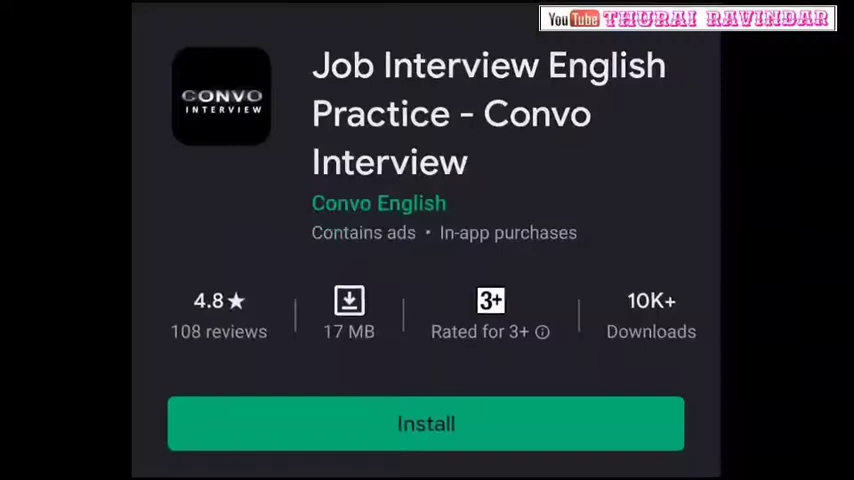 YouTube THURAI RAVINDAR
CONVO
INTERVIEW
Job Interview English
Practice - Convo
Interview
Convo English
Contains ads • In-app purchases
4.8★ 3+ 10K+
108 reviews 17 MB Rated for 3+ Downloads
Install